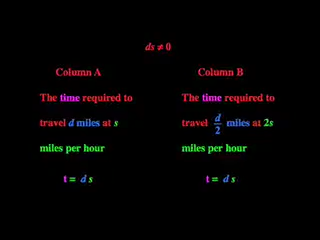 ds ≠ 0
Column A
Column B
The time required to
travel d miles at s
miles per hour
t = d s
The time required to
travel d/2 miles at 2s
miles per hour
t = d s